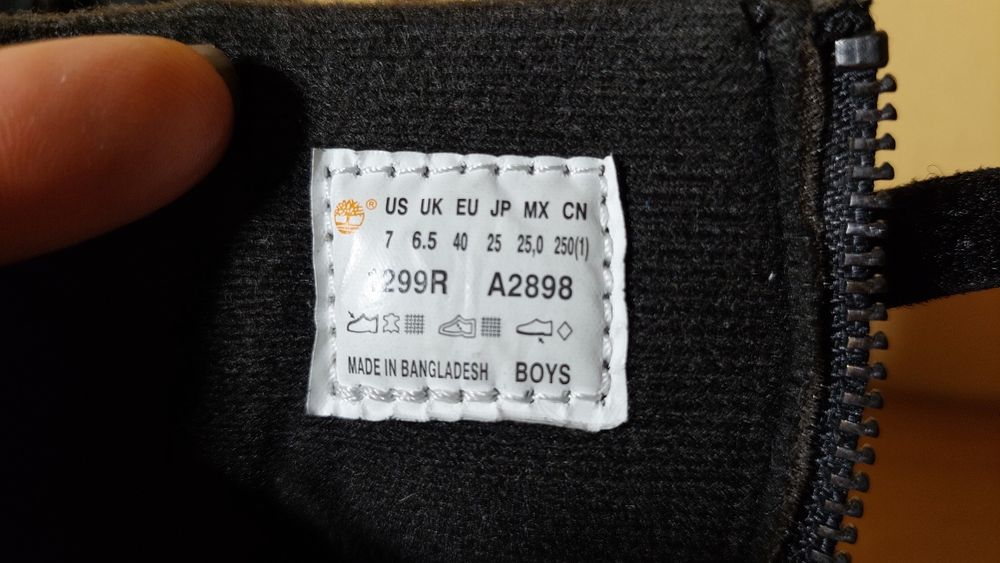 ® US UK EU JP MX CN
7 6.5 40 25 25,0 250(1)
A2898
MADE IN BANGLADESH BOYS